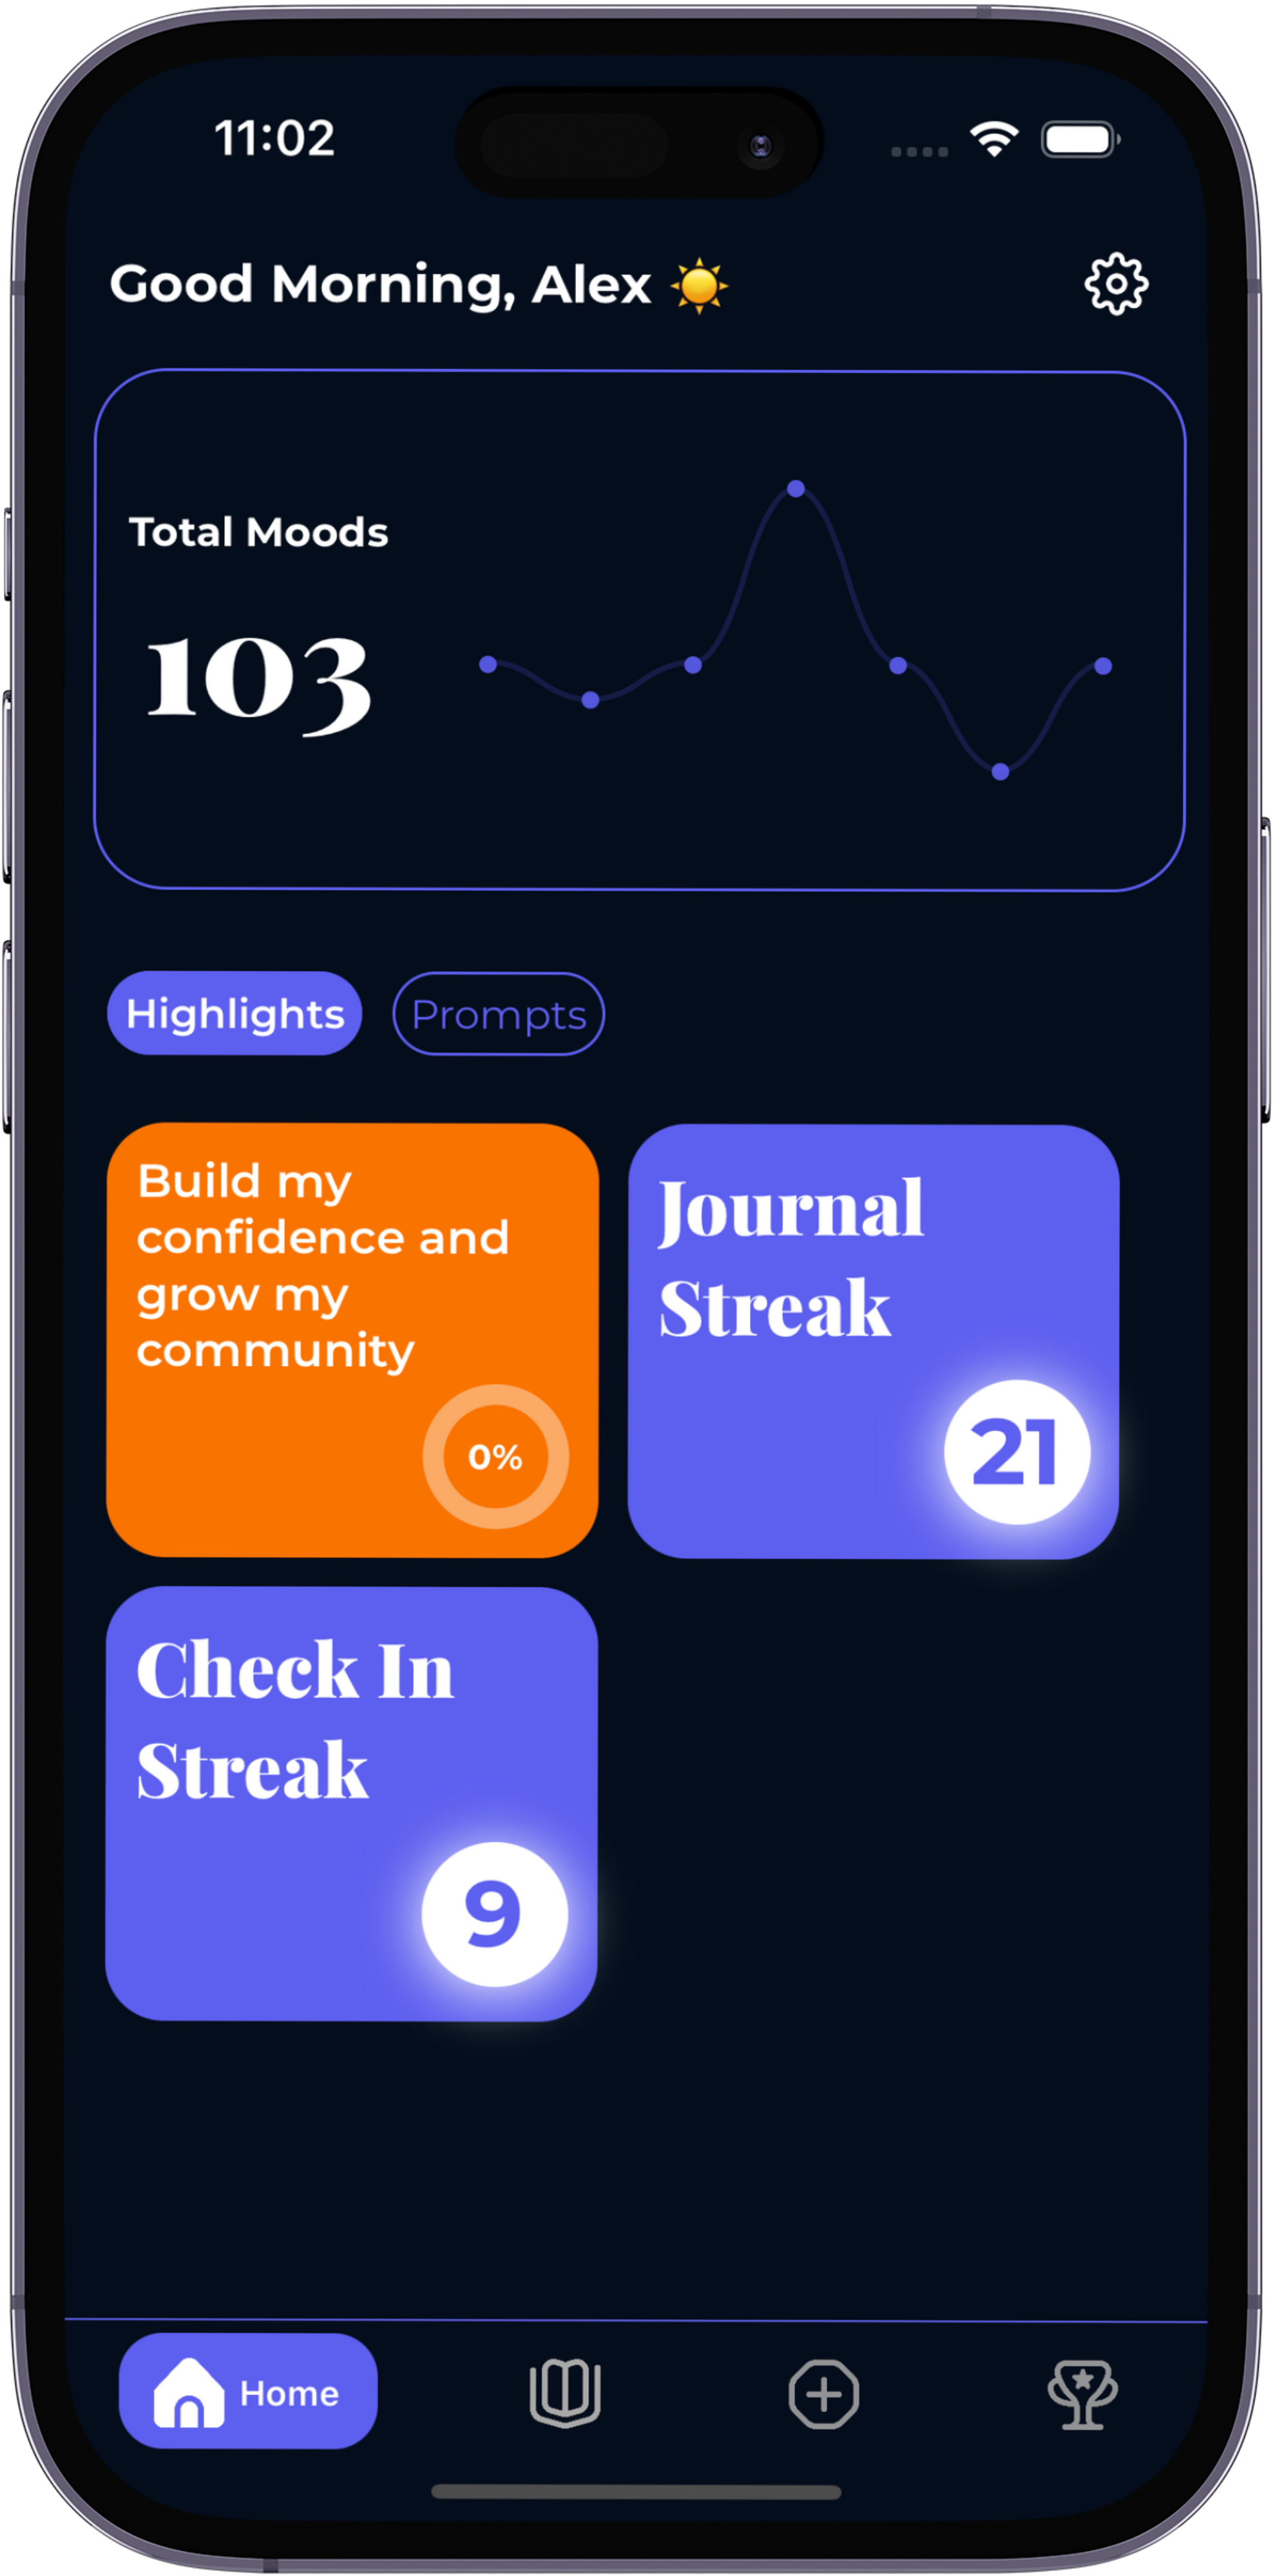 11:02
Good Morning, Alex
Total Moods
103
Highlights
Prompts
Build my
confidence and
grow my
community
0%
Journal
Streak
21
Check In
Streak
9
Home